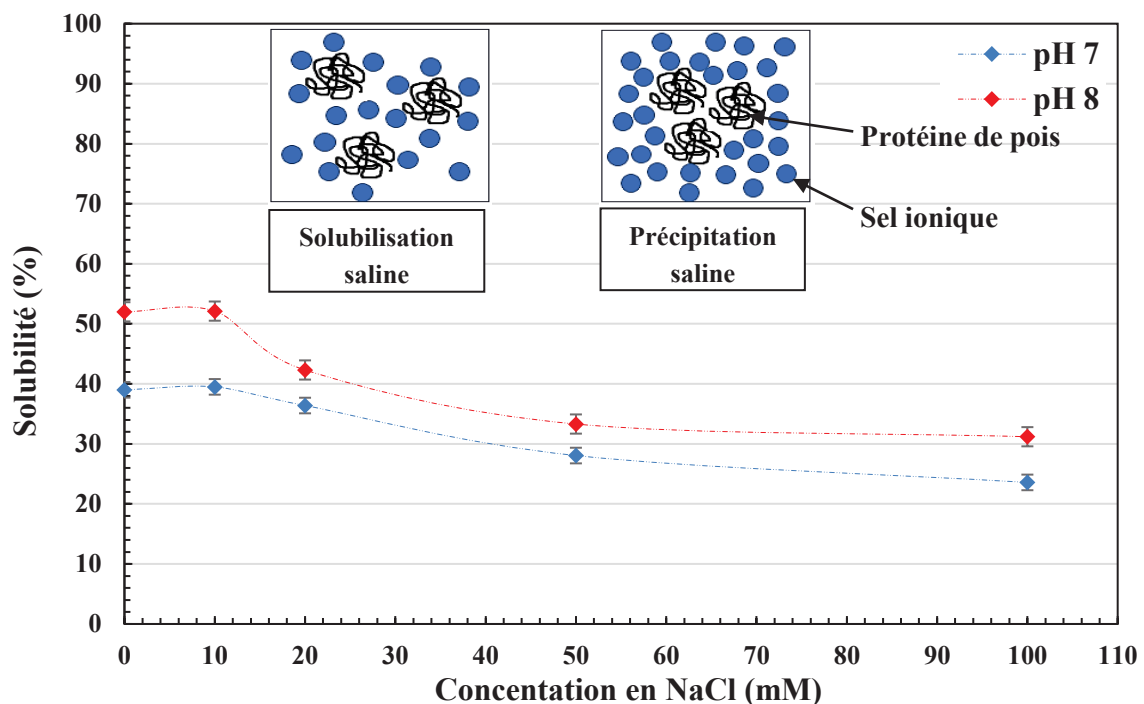 100
90
80
70
60
50
40
30
20
10
0
Solubilité (%)
pH 7
pH 8
Protéine de pois
Sel ionique
Solubilisation
saline
Précipitation
saline
0 10 20 30 40 50 60 70 80 90 100 110
Concentation en NaCl (mM)